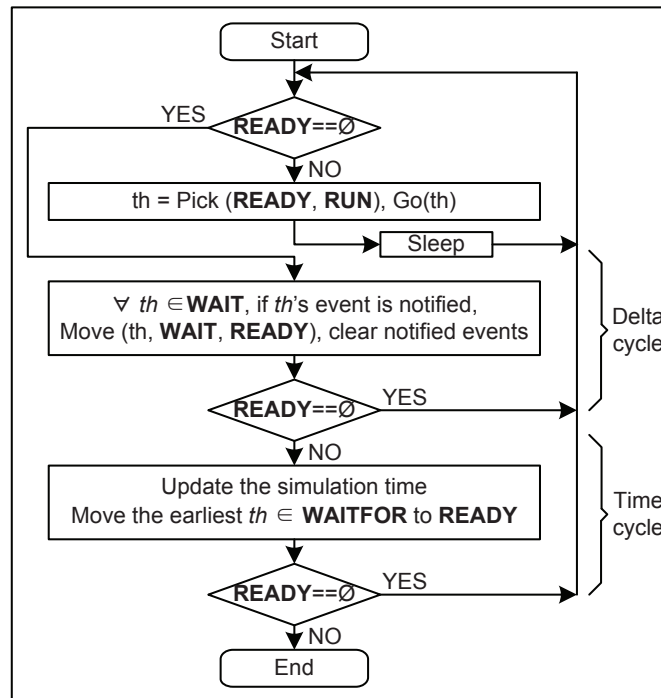 Start
YES
READY==Ø
NO
th = Pick (READY, RUN), Go(th)
Sleep
∀ th ∈WAIT, if th's event is notified,
Move (th, WAIT, READY), clear notified events
Delta
cycle
READY==Ø
YES
NO
Update the simulation time
Move the earliest th ∈ WAITFOR to READY
Time
cycle
READY==Ø
YES
NO
End